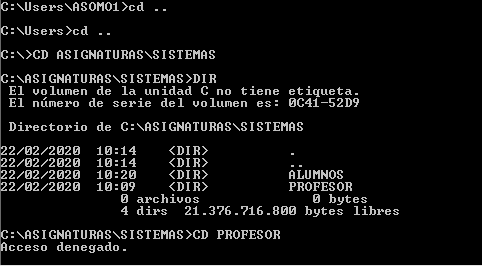 C:\Users\ASOMO1>cd ..
C:\Users>cd ..
C:\>CD ASIGNATURAS\SISTEMAS
C:\ASIGNATURAS\SISTEMAS>DIR
El volumen de la unidad C no tiene etiqueta.
El número de serie del volumen es: 0C41-52D9
Directorio de C:\ASIGNATURAS\SISTEMAS
22/02/2020  10:14    <DIR>          .
22/02/2020  10:14    <DIR>          ..
22/02/2020  10:20    <DIR>          ALUMNOS
22/02/2020  10:09    <DIR>          PROFESOR
0 archivos              0 bytes
4 dirs  21.376.716.800 bytes libres
C:\ASIGNATURAS\SISTEMAS>CD PROFESOR
Acceso denegado.